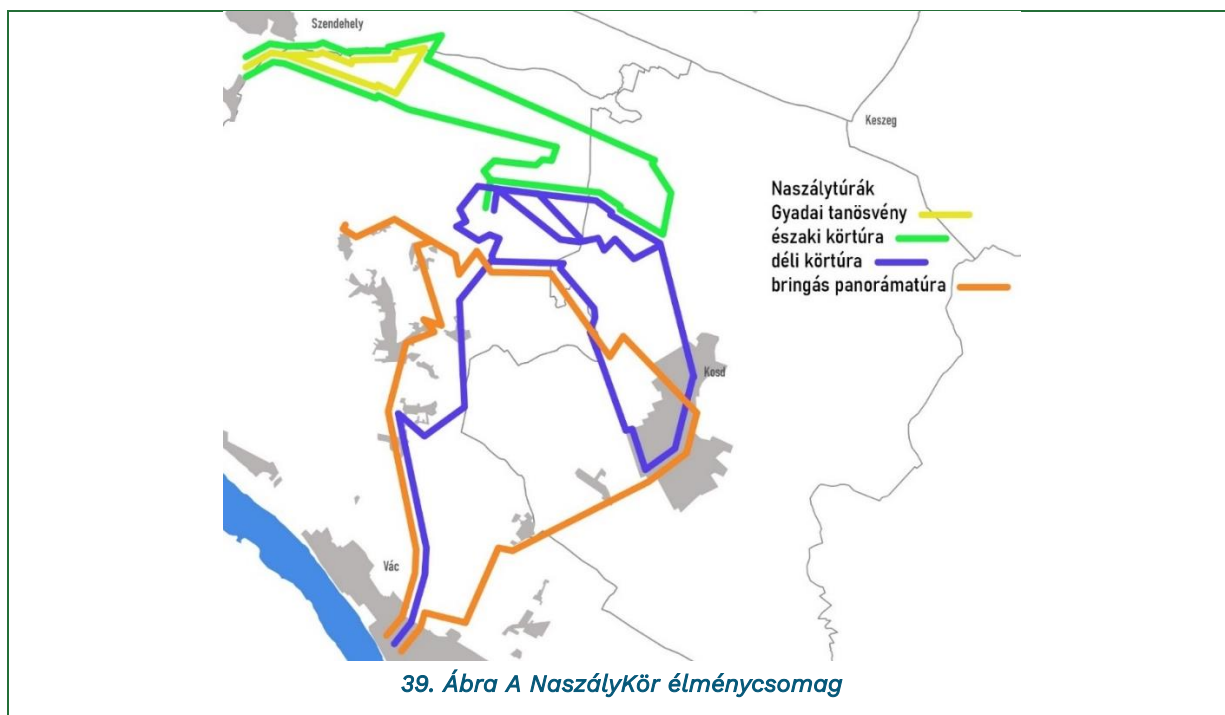 Szendehely
Keszeg
Naszálytúrák
Gyadai tanösvény
északi körtúra
déli körtúra
bringás panorámatúra
Kosd
Vác
39. Ábra A NaszályKör élménycsomag